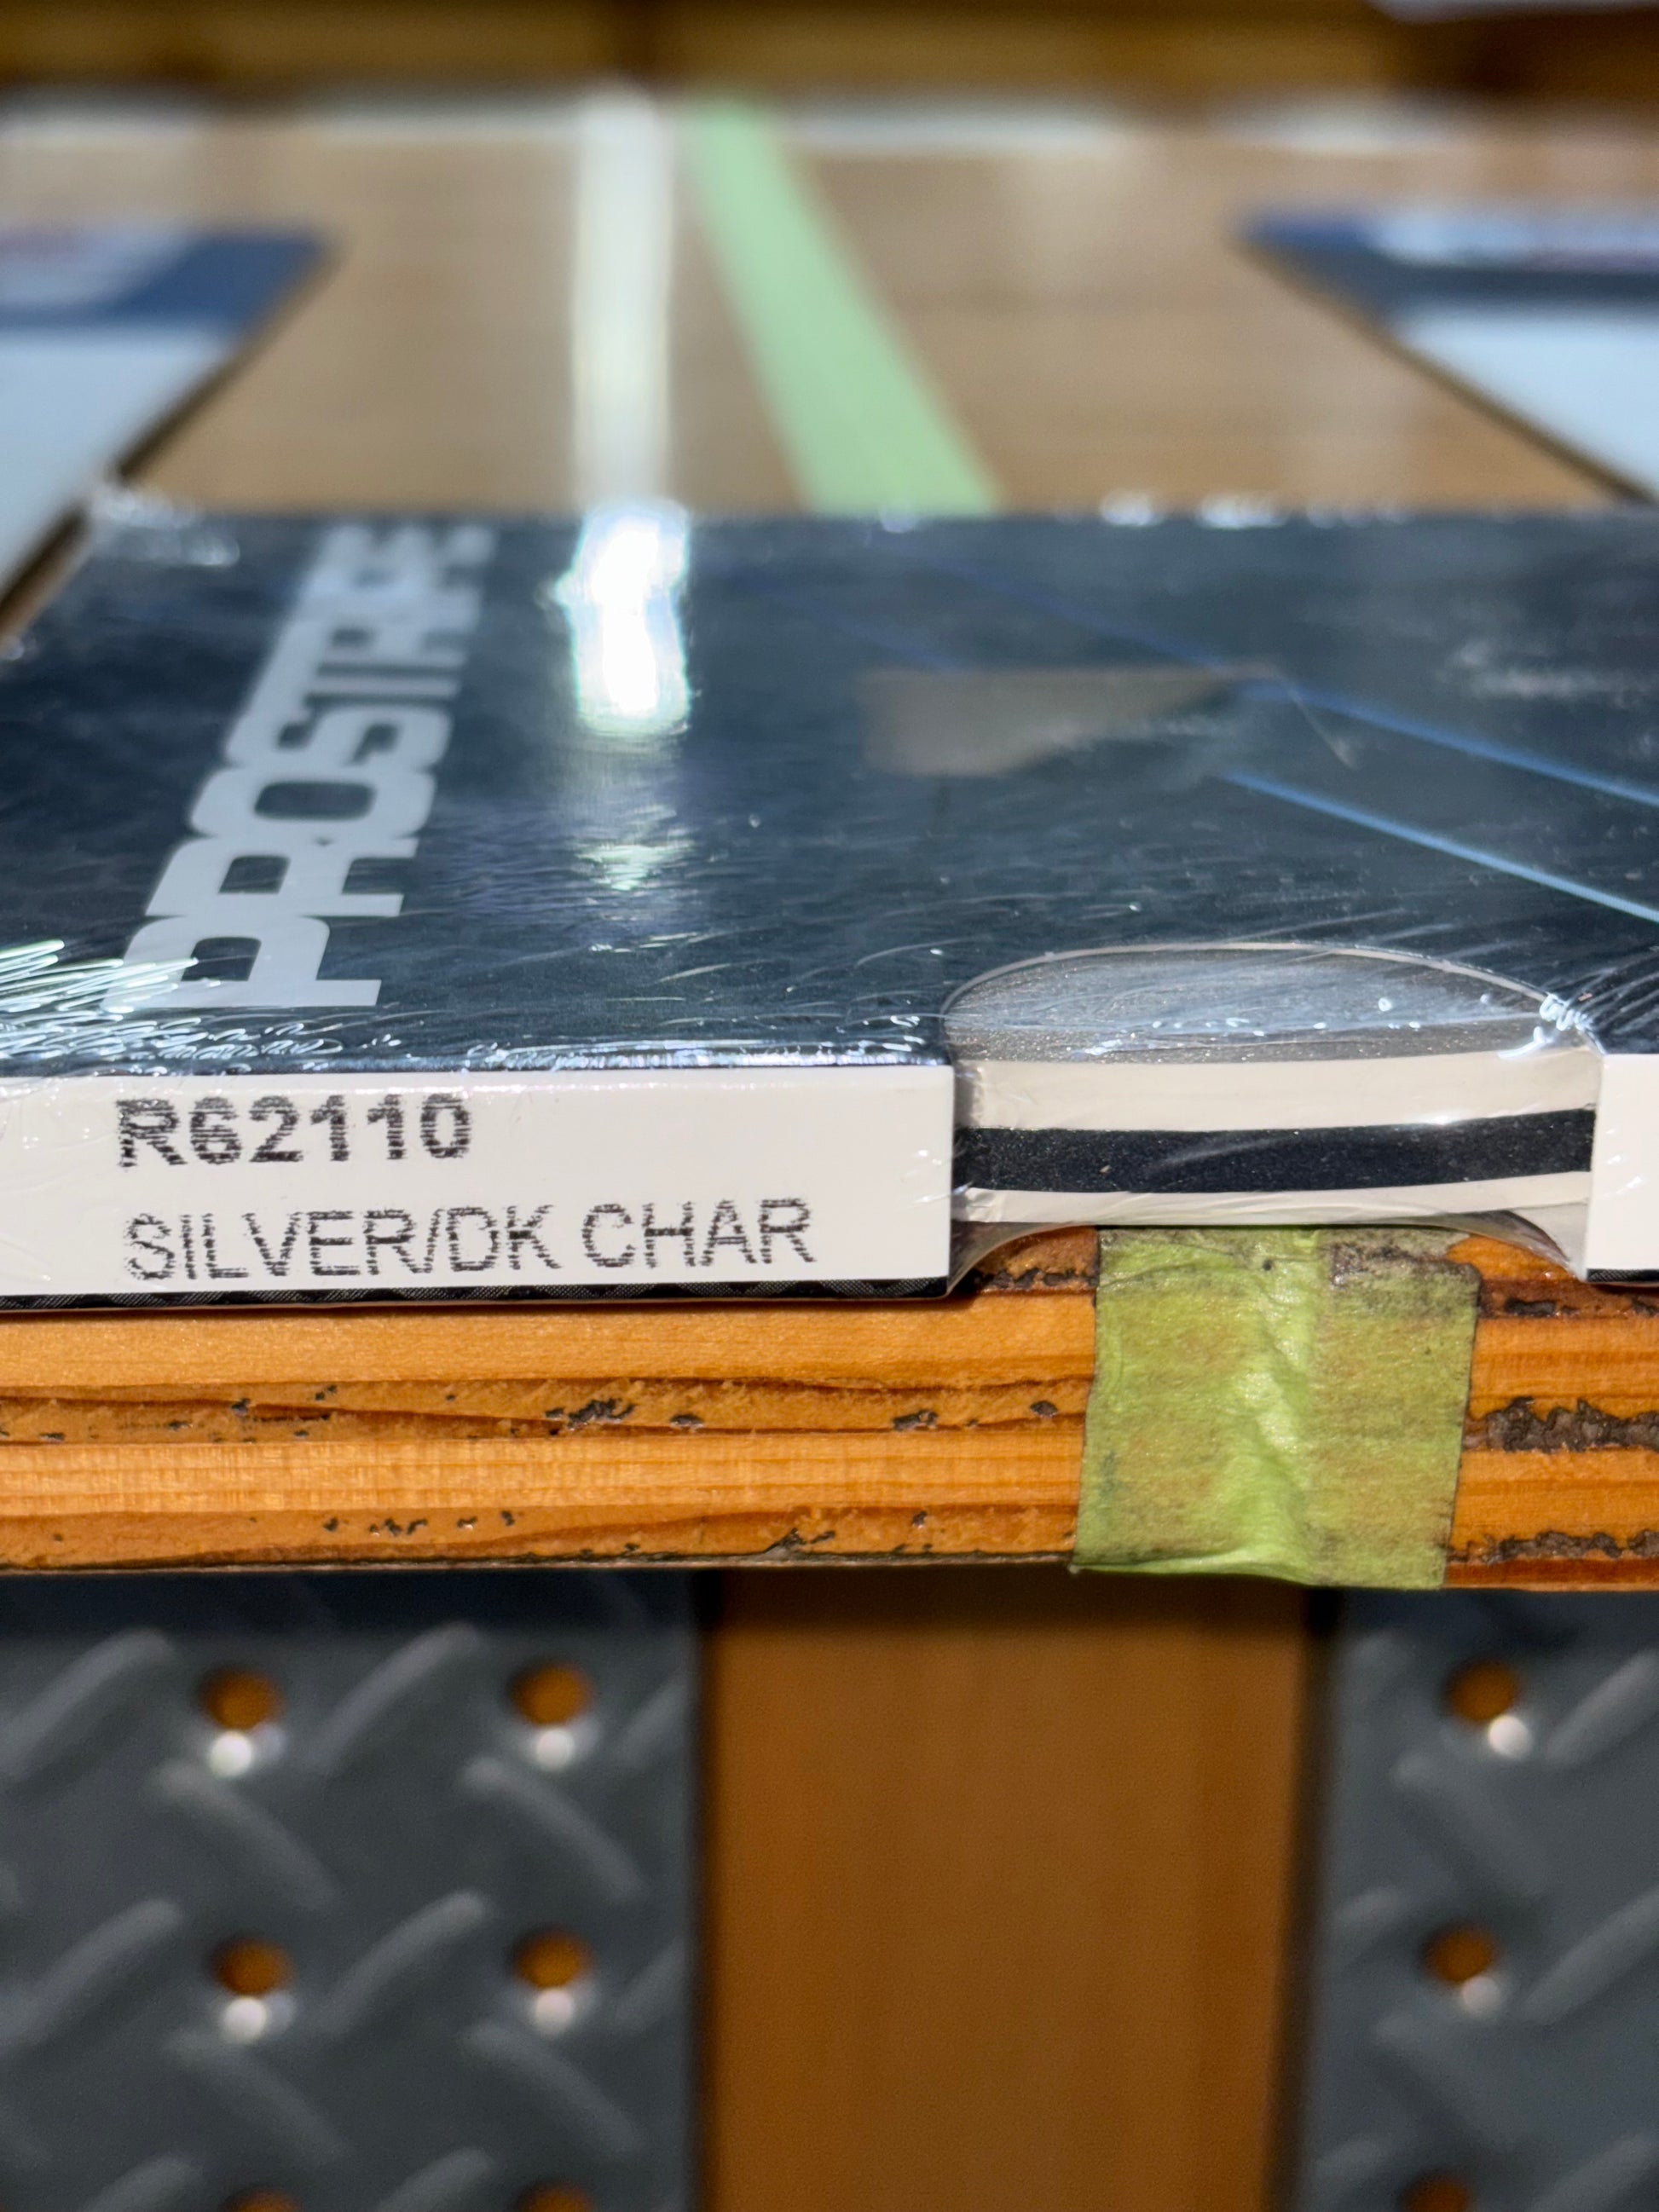 PROSTRIPE
R62110
SILVER/DK CHAR